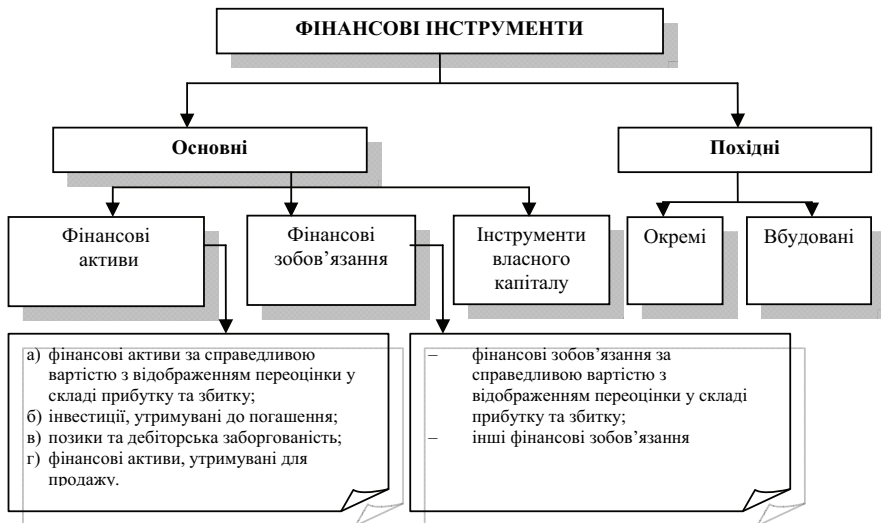 ФІНАНСОВІ ІНСТРУМЕНТИ
Основні
Похідні
Фінансові
активи
Фінансові
зобов’язання
Інструменти
власного
капіталу
Окремі
Вбудовані
а) фінансові активи за справедливою
вартістю з відображенням переоцінки у
складі прибутку та збитку;
б) інвестиції, утримувані до погашення;
в) позики та дебіторська заборгованість;
г) фінансові активи, утримувані для
продажу.
– фінансові зобов’язання за
справедливою вартістю з
відображенням переоцінки у складі
прибутку та збитку;
– інші фінансові зобов’язання